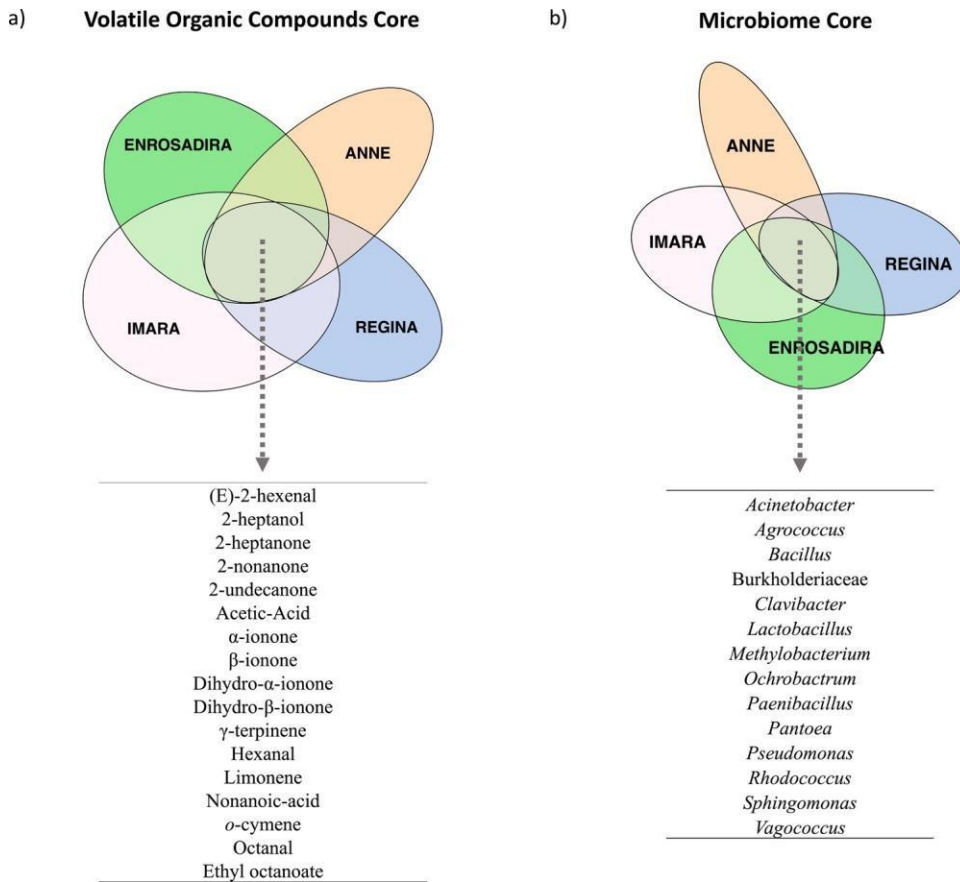 a)
Volatile Organic Compounds Core
ENROSADIRA
ANNE
IMARA
REGINA
(E)-2-hexenal
2-heptanol
2-heptanone
2-nonanone
2-undecanone
Acetic-Acid
α-ionone
β-ionone
Dihydro-α-ionone
Dihydro-β-ionone
γ-terpinene
Hexanal
Limonene
Nonanoic-acid
o-cymene
Octanal
Ethyl octanoate
b)
Microbiome Core
ANNE
IMARA
REGINA
ENROSADIRA
Acinetobacter
Agrococcus
Bacillus
Burkholderiaceae
Clavibacter
Lactobacillus
Methylobacterium
Ochrobactrum
Paenibacillus
Pantoea
Pseudomonas
Rhodococcus
Sphingomonas
Vagococcus